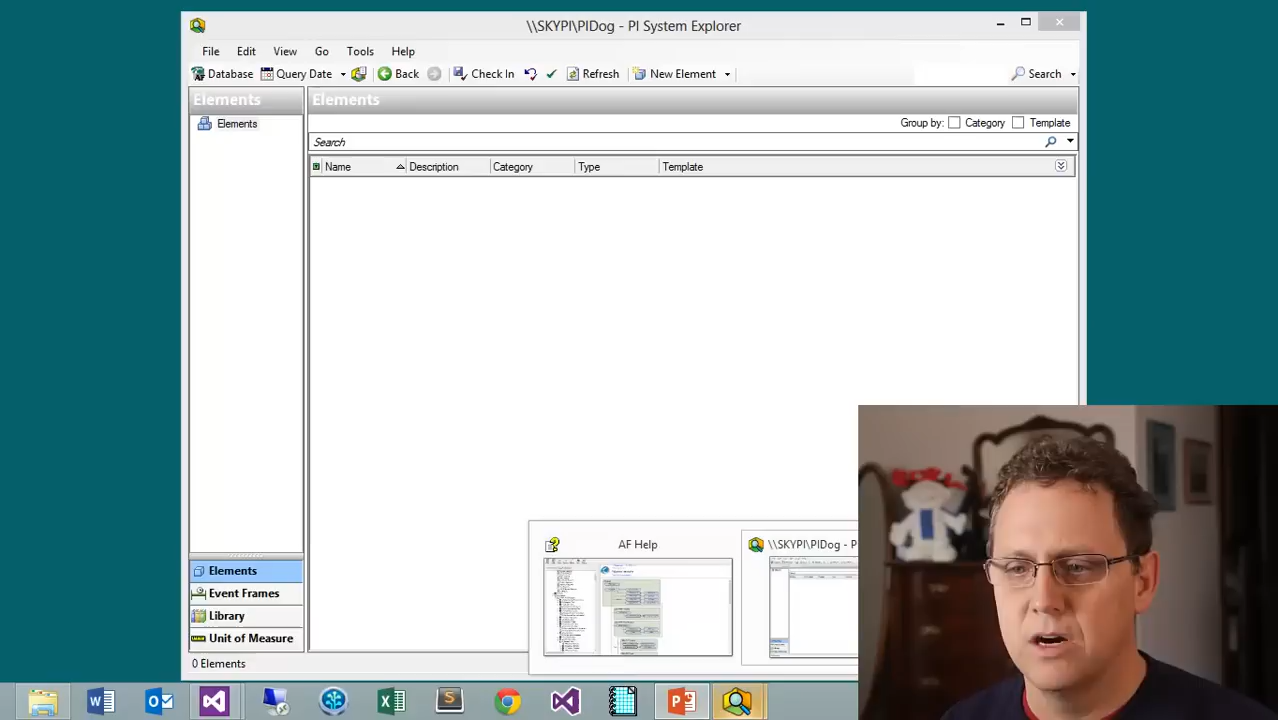 \\SKYPI\PIDog - PI System Explorer
File Edit View Go Tools Help
Database Query Date Back Check In Refresh New Element Search
Elements
Elements
Elements
Group by: Category Template
Search
Name Description Category Type Template
AF Help
\\SKYPI\PIDog - P
Elements
Event Frames
Library
Unit of Measure
0 Elements